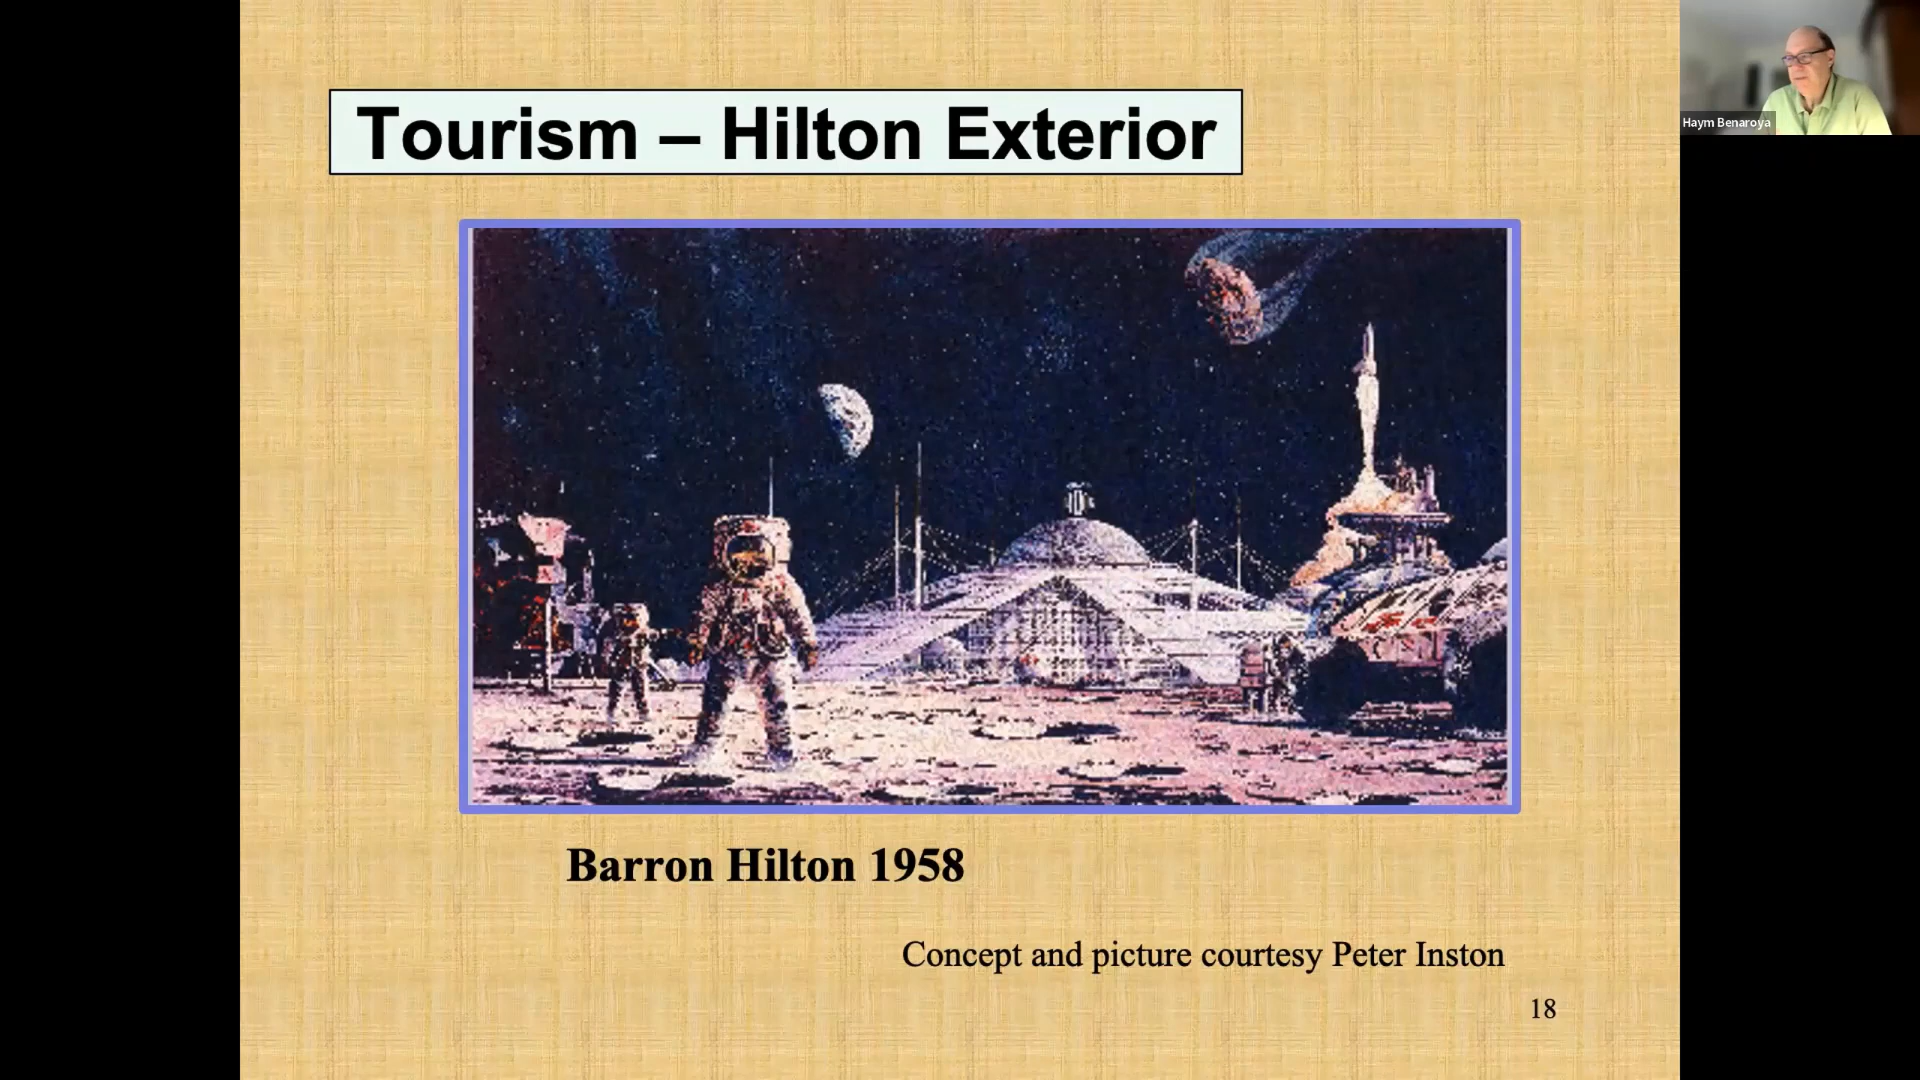 Tourism – Hilton Exterior
Haym Benaroya
Barron Hilton 1958
Concept and picture courtesy Peter Inston
18